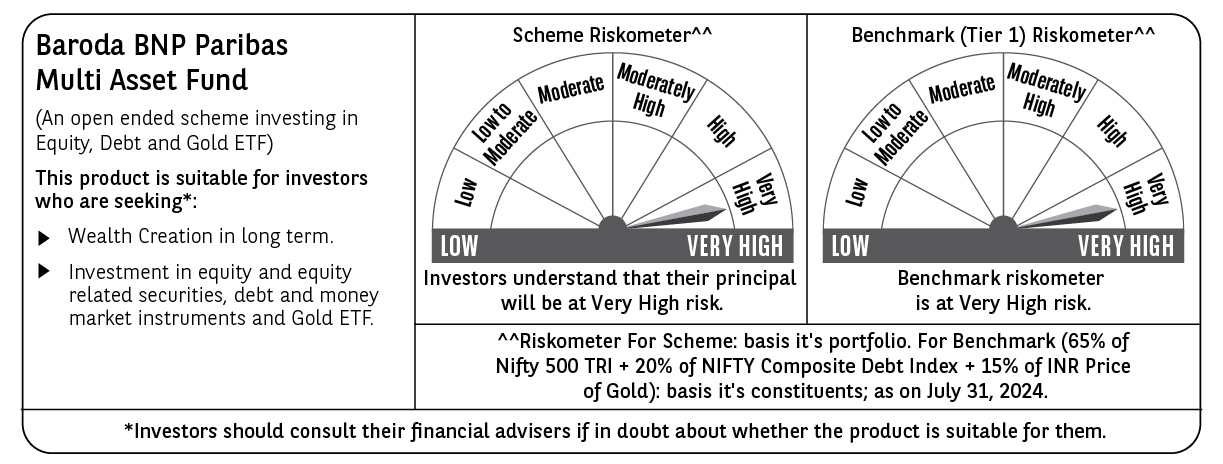 Baroda BNP Paribas
Multi Asset Fund
(An open ended scheme investing in
Equity, Debt and Gold ETF)
This product is suitable for investors
who are seeking*:
Wealth Creation in long term.
Investment in equity and equity
related securities, debt and money
market instruments and Gold ETF.
Scheme Riskometer^^
Low
Low to
Moderate
Moderate
Moderately
High
High
Very
High
LOW
VERY HIGH
Investors understand that their principal
will be at Very High risk.
Benchmark (Tier 1) Riskometer^^
Low
Low to
Moderate
Moderate
Moderately
High
High
Very
High
LOW
VERY HIGH
Benchmark riskometer
is at Very High risk.
^^Riskometer For Scheme: basis it's portfolio. For Benchmark (65% of
Nifty 500 TRI + 20% of NIFTY Composite Debt Index + 15% of INR Price
of Gold): basis it's constituents; as on July 31, 2024.
*Investors should consult their financial advisers if in doubt about whether the product is suitable for them.